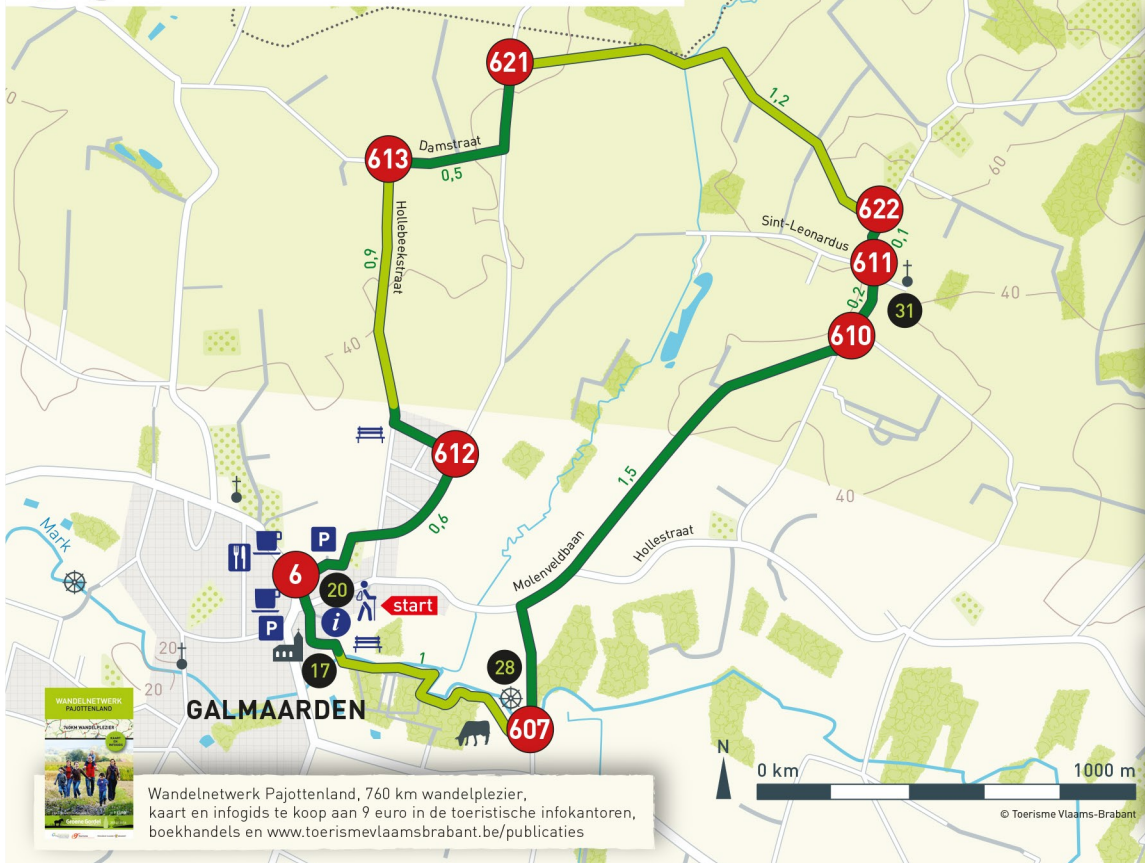 621
1,2
Damstraat
613
0,5
60
622
Hollebeekstraat
0,9
Sint-Leonardus
0,1
611
0,2
40
31
610
40
612
1,5
40
0,6
Mark
P
6
20
start
i
P
Molenveldbaan
Hollestraat
20
20
17
1
28
GALMAARDEN
607
WANDELNETWERK
PAJOTTENLAND
760KM WANDELPLEZIER
N
0 km
1000 m
Wandelnetwerk Pajottenland, 760 km wandelplezier,
kaart en infogids te koop aan 9 euro in de toeristische infokantoren,
boekhandels en www.toerismevlaamsbrabant.be/publicaties
© Toerisme Vlaams-Brabant